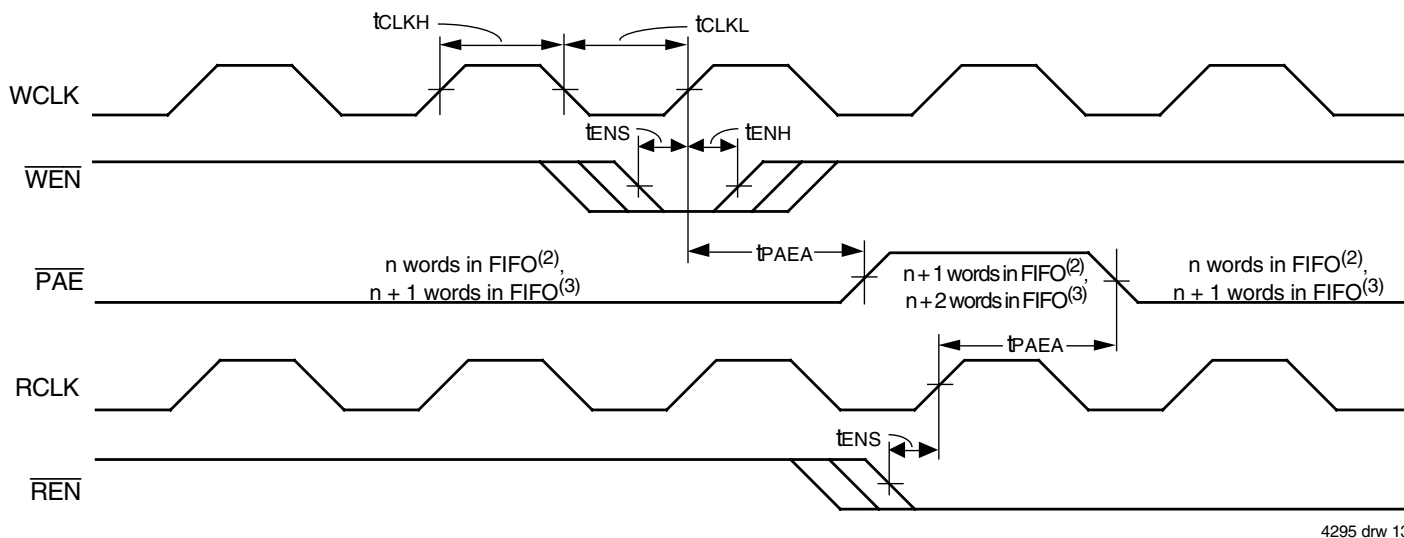 tCLKH
tCLKL
WCLK
tENS
tENH
WEN
tPAEA
PAE
n words in FIFO(2),
n + 1 words in FIFO(3)
n + 1 words in FIFO(2),
n + 2 words in FIFO(3)
n words in FIFO(2),
n + 1 words in FIFO(3)
tPAEA
RCLK
tENS
REN
4295 drw 13